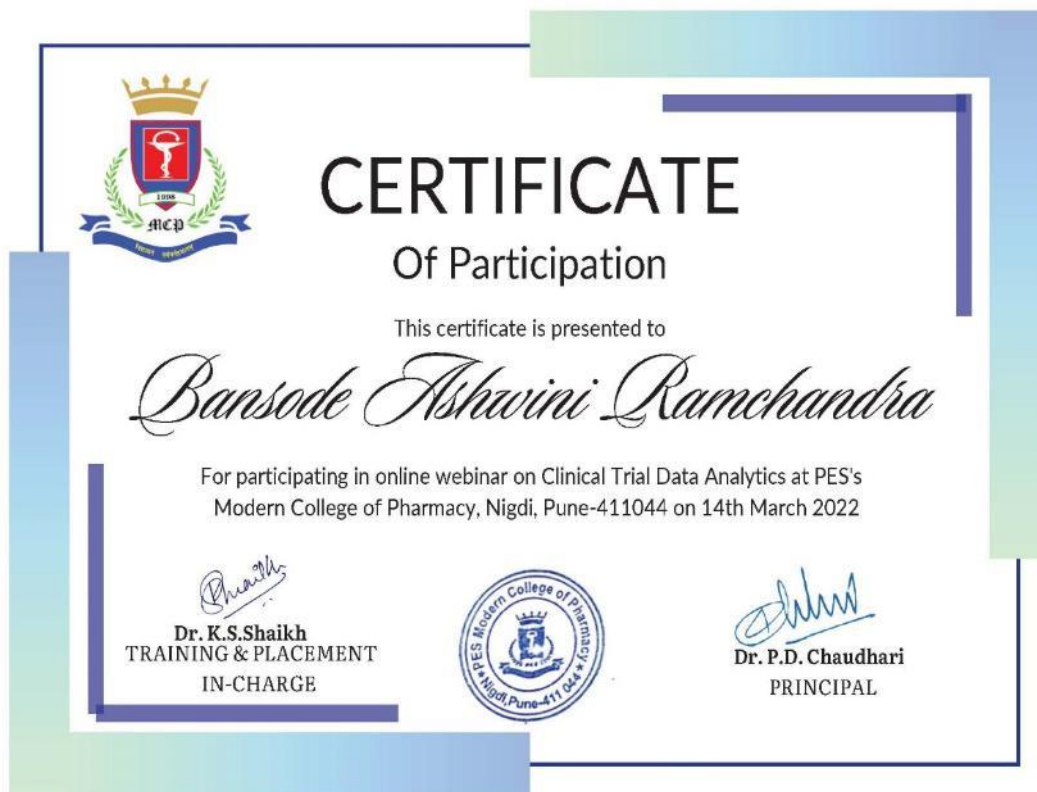 1998
MCP
CERTIFICATE
Of Participation
This certificate is presented to
Bansode Ashwini Ramchandra
For participating in online webinar on Clinical Trial Data Analytics at PES's
Modern College of Pharmacy, Nigdi, Pune-411044 on 14th March 2022
Dr. K.S.Shaikh
TRAINING & PLACEMENT
IN-CHARGE
PES Modern College of Pharmacy
Nigdi, Pune-411 044
Dr. P.D. Chaudhari
PRINCIPAL